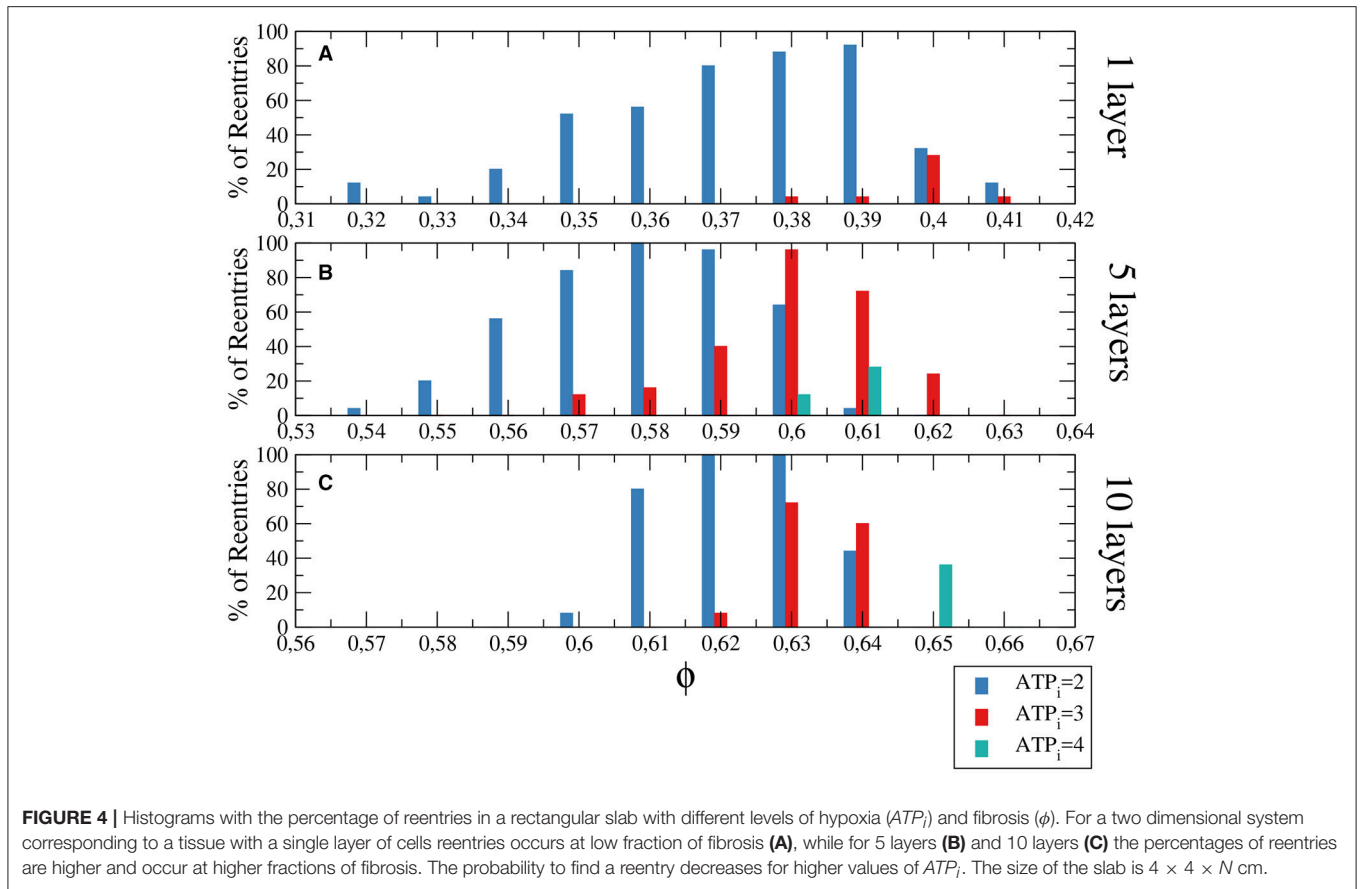 100
80
60
40
20
0
% of Reentries
A
1 layer
0,31 0,32 0,33 0,34 0,35 0,36 0,37 0,38 0,39 0,4 0,41 0,42
100
80
60
40
20
0
% of Reentries
B
5 layers
0,53 0,54 0,55 0,56 0,57 0,58 0,59 0,6 0,61 0,62 0,63 0,64
100
80
60
40
20
0
% of Reentries
C
10 layers
0,56 0,57 0,58 0,59 0,6 0,61 0,62 0,63 0,64 0,65 0,66 0,67
ϕ
ATPi=2
ATPi=3
ATPi=4
FIGURE 4 | Histograms with the percentage of reentries in a rectangular slab with different levels of hypoxia (ATPi) and fibrosis (ϕ). For a two dimensional system
corresponding to a tissue with a single layer of cells rentries occurs at low fraction of fibrosis (A), while for 5 layers (B) and 10 layers (C) the percentages of reentries
are higher and occur at higher fractions of fibrosis. The probability to find a reentry decreases for higher values of ATPi. The size of the slab is 4 × 4 × N cm.